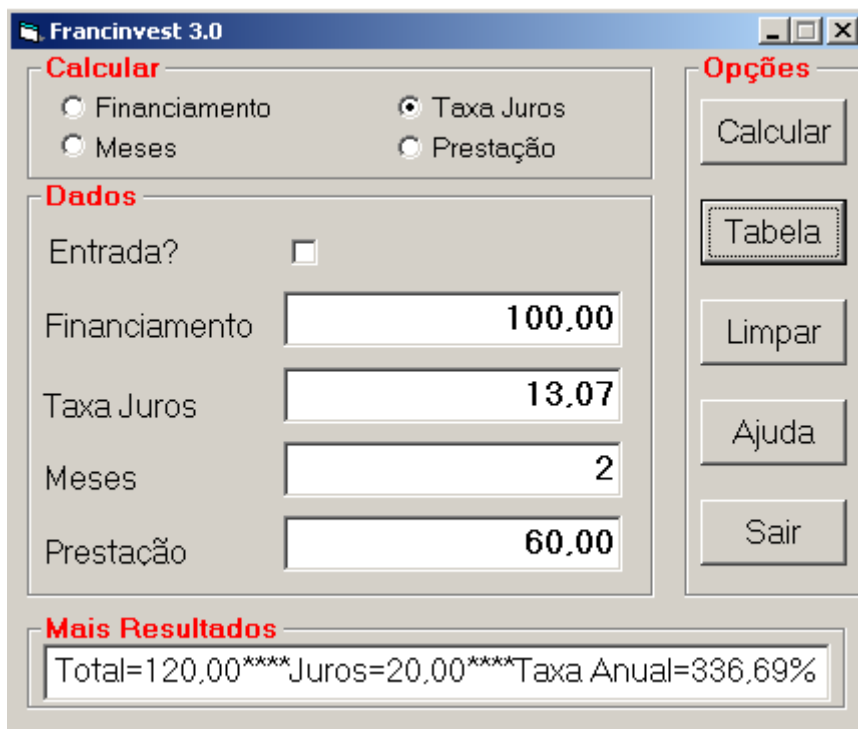 Francinvest 3.0
Calcular
Financiamento
Taxa Juros
Meses
Prestação
Dados
Entrada?
Financiamento 100,00
Taxa Juros 13,07
Meses 2
Prestação 60,00
Opções
Calcular
Tabela
Limpar
Ajuda
Sair
Mais Resultados
Total=120,00****Juros=20,00****Taxa Anual=336,69%